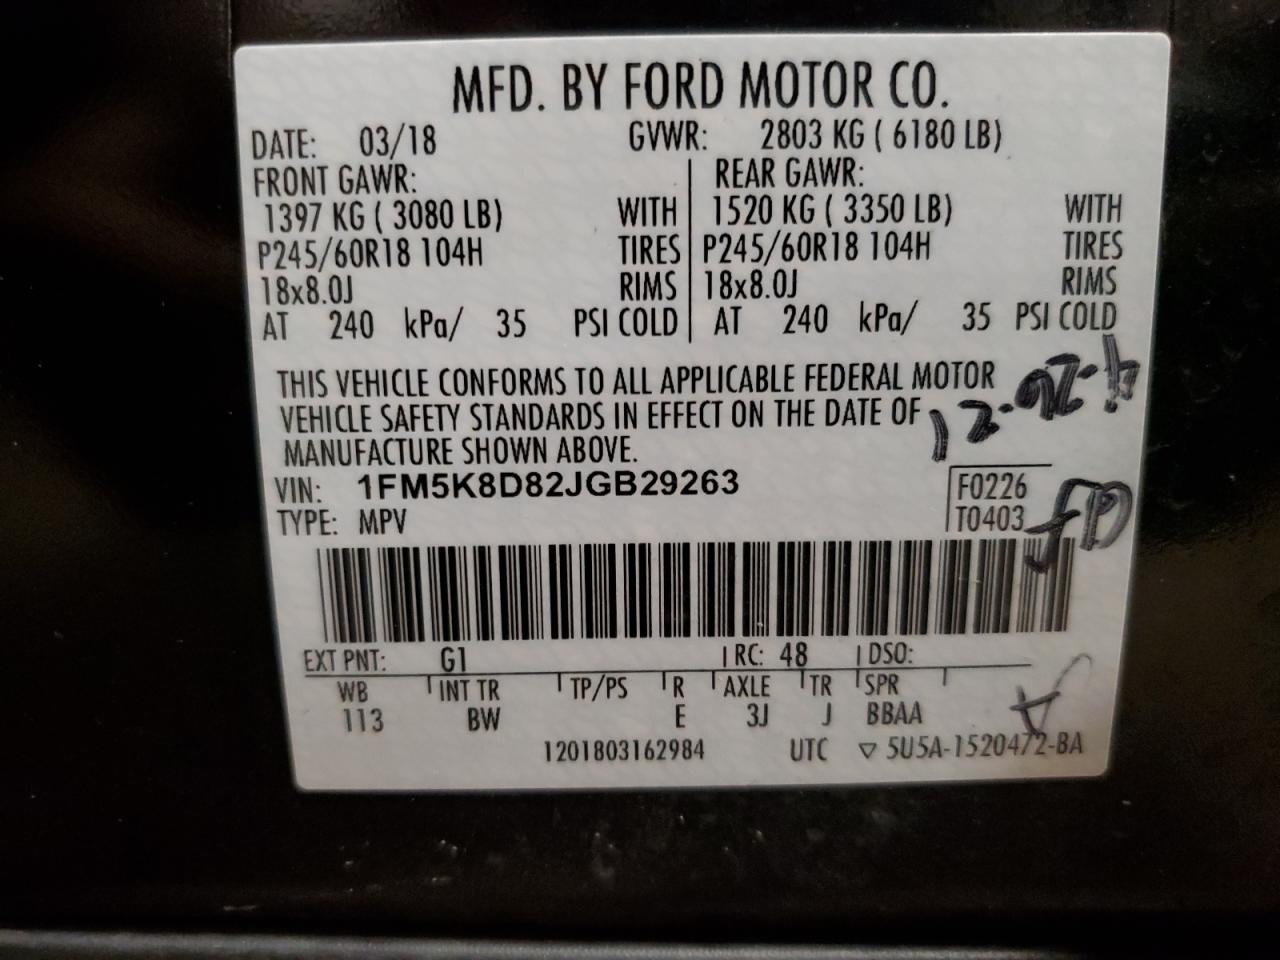 MFD. BY FORD MOTOR CO.
DATE: 03/18 GVWR: 2803 KG ( 6180 LB)
FRONT GAWR: REAR GAWR:
1397 KG ( 3080 LB) WITH 1520 KG ( 3350 LB) WITH
P245/60R18 104H TIRES P245/60R18 104H TIRES
18x8.0J RIMS 18x8.0J RIMS
AT 240 kPa/ 35 PSI COLD AT 240 kPa/ 35 PSI COLD
THIS VEHICLE CONFORMS TO ALL APPLICABLE FEDERAL MOTOR
VEHICLE SAFETY STANDARDS IN EFFECT ON THE DATE OF
MANUFACTURE SHOWN ABOVE.
VIN: 1FM5K8D82JGB29263 F0226
TYPE: MPV T0403
EXT PNT: G1 RC: 48 DSO:
WB INT TR TP/PS R AXLE TR SPR
113 BW E 3J J BBAA
1201803162984 UTC ▽ 5U5A-1520472-BA